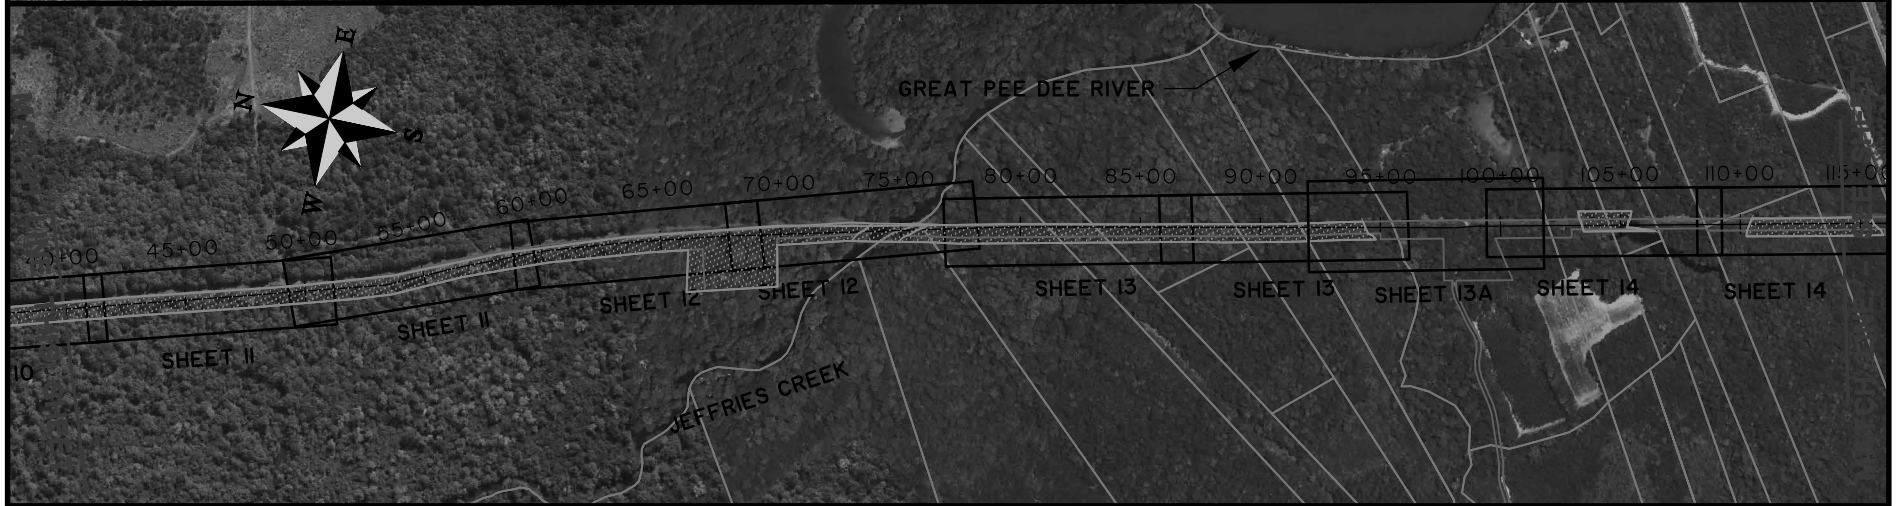 E
N
S
W
GREAT PEE DEE RIVER
45+00
50+00
55+00
60+00
65+00
70+00
75+00
80+00
85+00
90+00
95+00
100+00
105+00
110+00
115+00
10
SHEET 11
SHEET 11
SHEET 12
SHEET 12
SHEET 13
SHEET 13
SHEET 13A
SHEET 14
SHEET 14
JEFFRIES CREEK